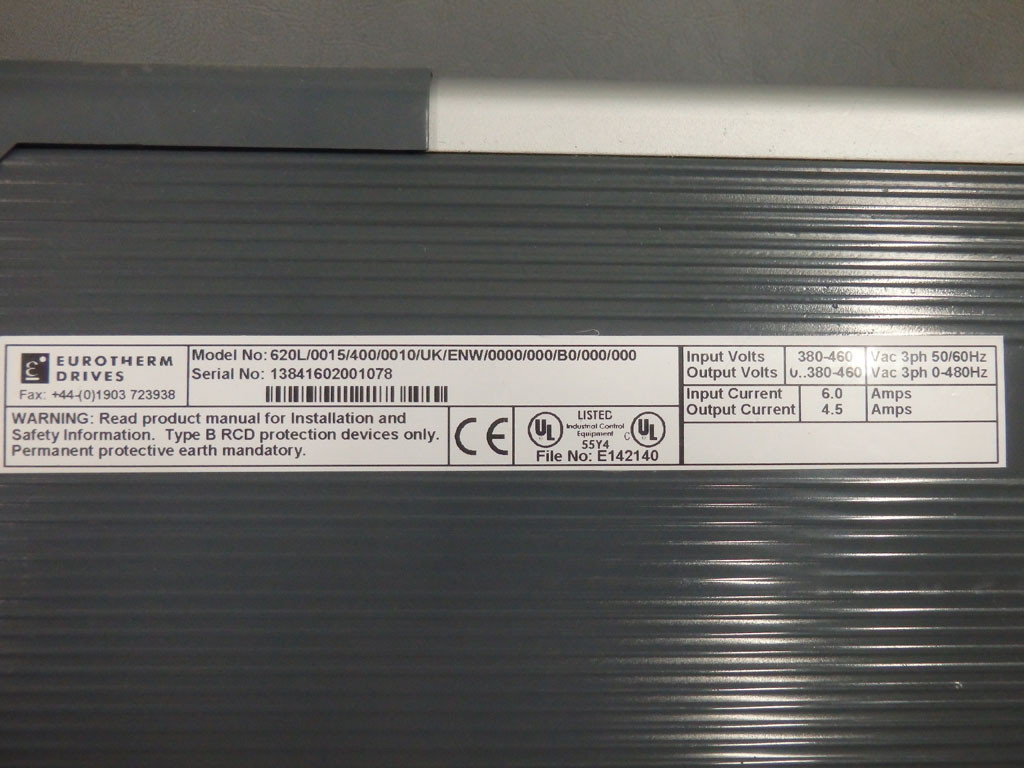 EUROTHERM
DRIVES
Fax: +44-(0)1903 723938
Model No: 620L/0015/400/0010/UK/ENW/0000/000/B0/000/000
Serial No: 13841602001078
WARNING: Read product manual for Installation and
Safety Information. Type B RCD protection devices only.
Permanent protective earth mandatory.
CE
UL
LISTED
Industrial Control
Equipment
55Y4
C UL
File No: E142140
Input Volts 380-460 Vac 3ph 50/60Hz
Output Volts 0..380-460 Vac 3ph 0-480Hz
Input Current 6.0 Amps
Output Current 4.5 Amps